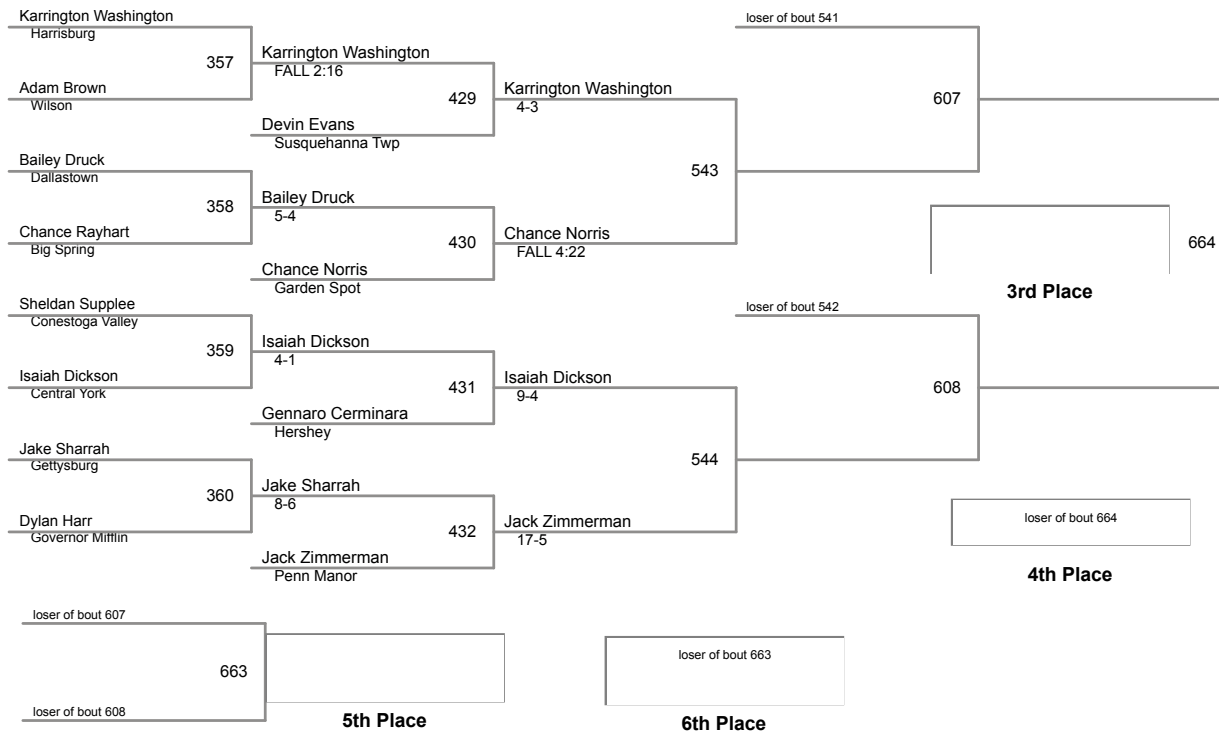 Karrington Washington
Harrisburg
357
Adam Brown
Wilson
Bailey Druck
Dallastown
358
Chance Rayhart
Big Spring
Sheldan Supplee
Conestoga Valley
359
Isaiah Dickson
Central York
Jake Sharrah
Gettysburg
360
Dylan Harr
Governor Mifflin
Karrington Washington
FALL 2:16
429
Devin Evans
Susquehanna Twp
Bailey Druck
5-4
430
Chance Norris
Garden Spot
Isaiah Dickson
4-1
431
Gennaro Cerminara
Hershey
Jake Sharrah
8-6
432
Jack Zimmerman
Penn Manor
Karrington Washington
4-3
543
Chance Norris
FALL 4:22
Isaiah Dickson
9-4
544
Jack Zimmerman
17-5
loser of bout 541
607
loser of bout 542
608
664
3rd Place
loser of bout 664
4th Place
loser of bout 607
663
loser of bout 608
5th Place
loser of bout 663
6th Place